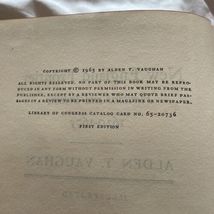 COPYRIGHT © 1965 BY ALDEN T. VAUGHAN
ALL RIGHTS RESERVED. NO PART OF THIS BOOK MAY BE REPRO-
DUCED IN ANY FORM WITHOUT PERMISSION IN WRITING FROM THE
PUBLISHER, EXCEPT BY A REVIEWER WHO MAY QUOTE BRIEF PAS-
SAGES IN A REVIEW TO BE PRINTED IN A MAGAZINE OR NEWSPAPER.
LIBRARY OF CONGRESS CATALOG CARD NO. 65-20736
FIRST EDITION
ALDEN T. VAUGHAN